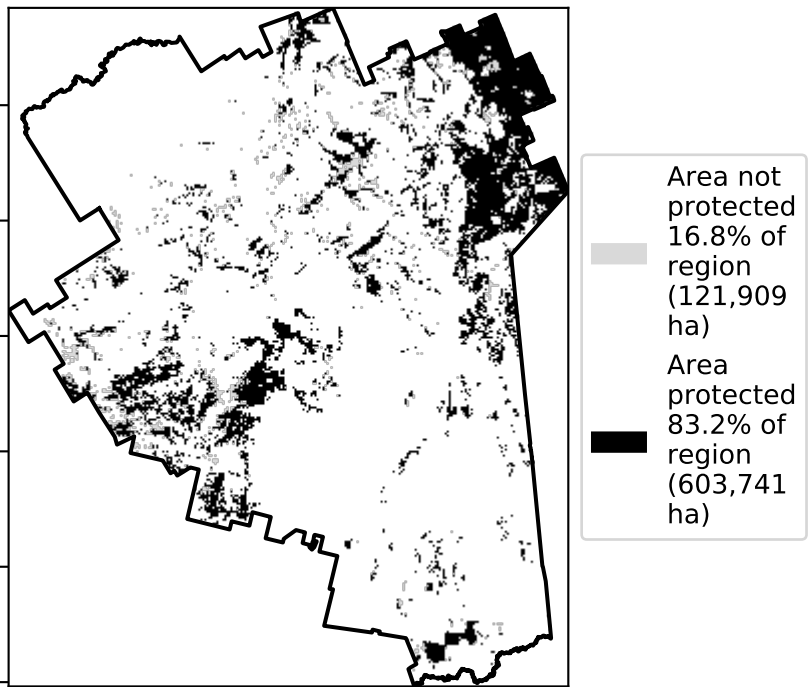 Area not
protected
16.8% of
region
(121,909
ha)
Area
protected
83.2% of
region
(603,741
ha)